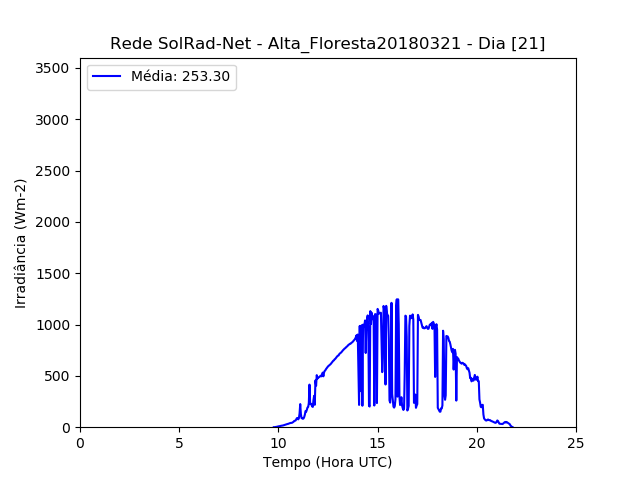 Rede SolRad-Net - Alta_Floresta20180321 - Dia [21]
Média: 253.30
3500
3000
2500
2000
1500
1000
500
0
Irradiância (Wm-2)
0 5 10 15 20 25
Tempo (Hora UTC)